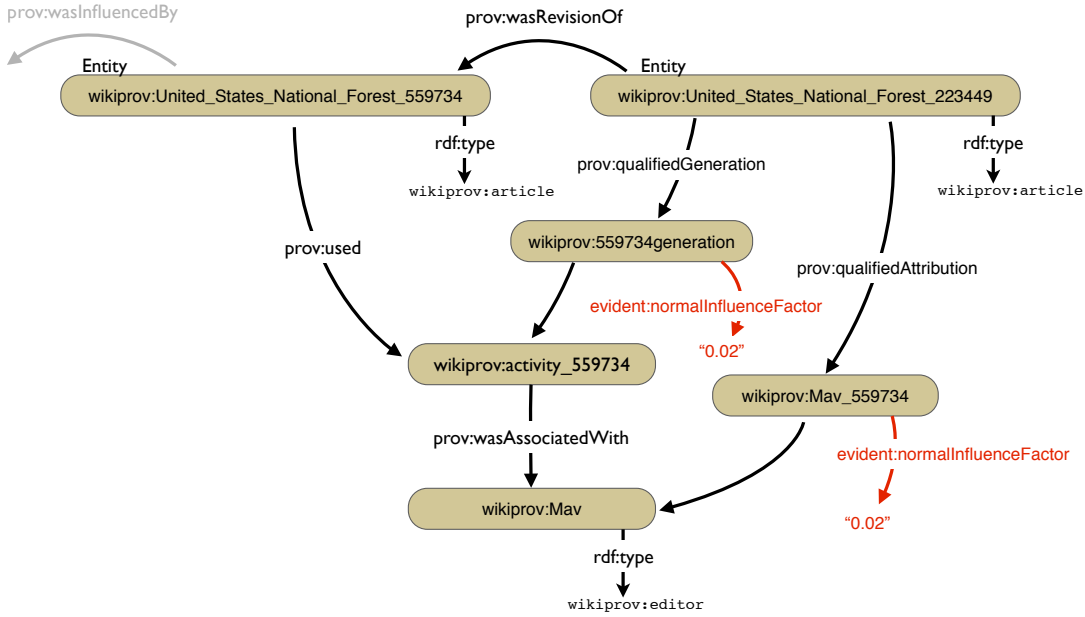 prov:wasInfluencedBy
prov:wasRevisionOf
Entity
Entity
wikiprov:United_States_National_Forest_559734
wikiprov:United_States_National_Forest_223449
rdf:type
rdf:type
prov:qualifiedGeneration
wikiprov:article
wikiprov:article
wikiprov:559734generation
prov:used
prov:qualifiedAttribution
evident:normalInfluenceFactor
“0.02”
wikiprov:activity_559734
wikiprov:Mav_559734
prov:wasAssociatedWith
evident:normalInfluenceFactor
wikiprov:Mav
“0.02”
rdf:type
wikiprov:editor